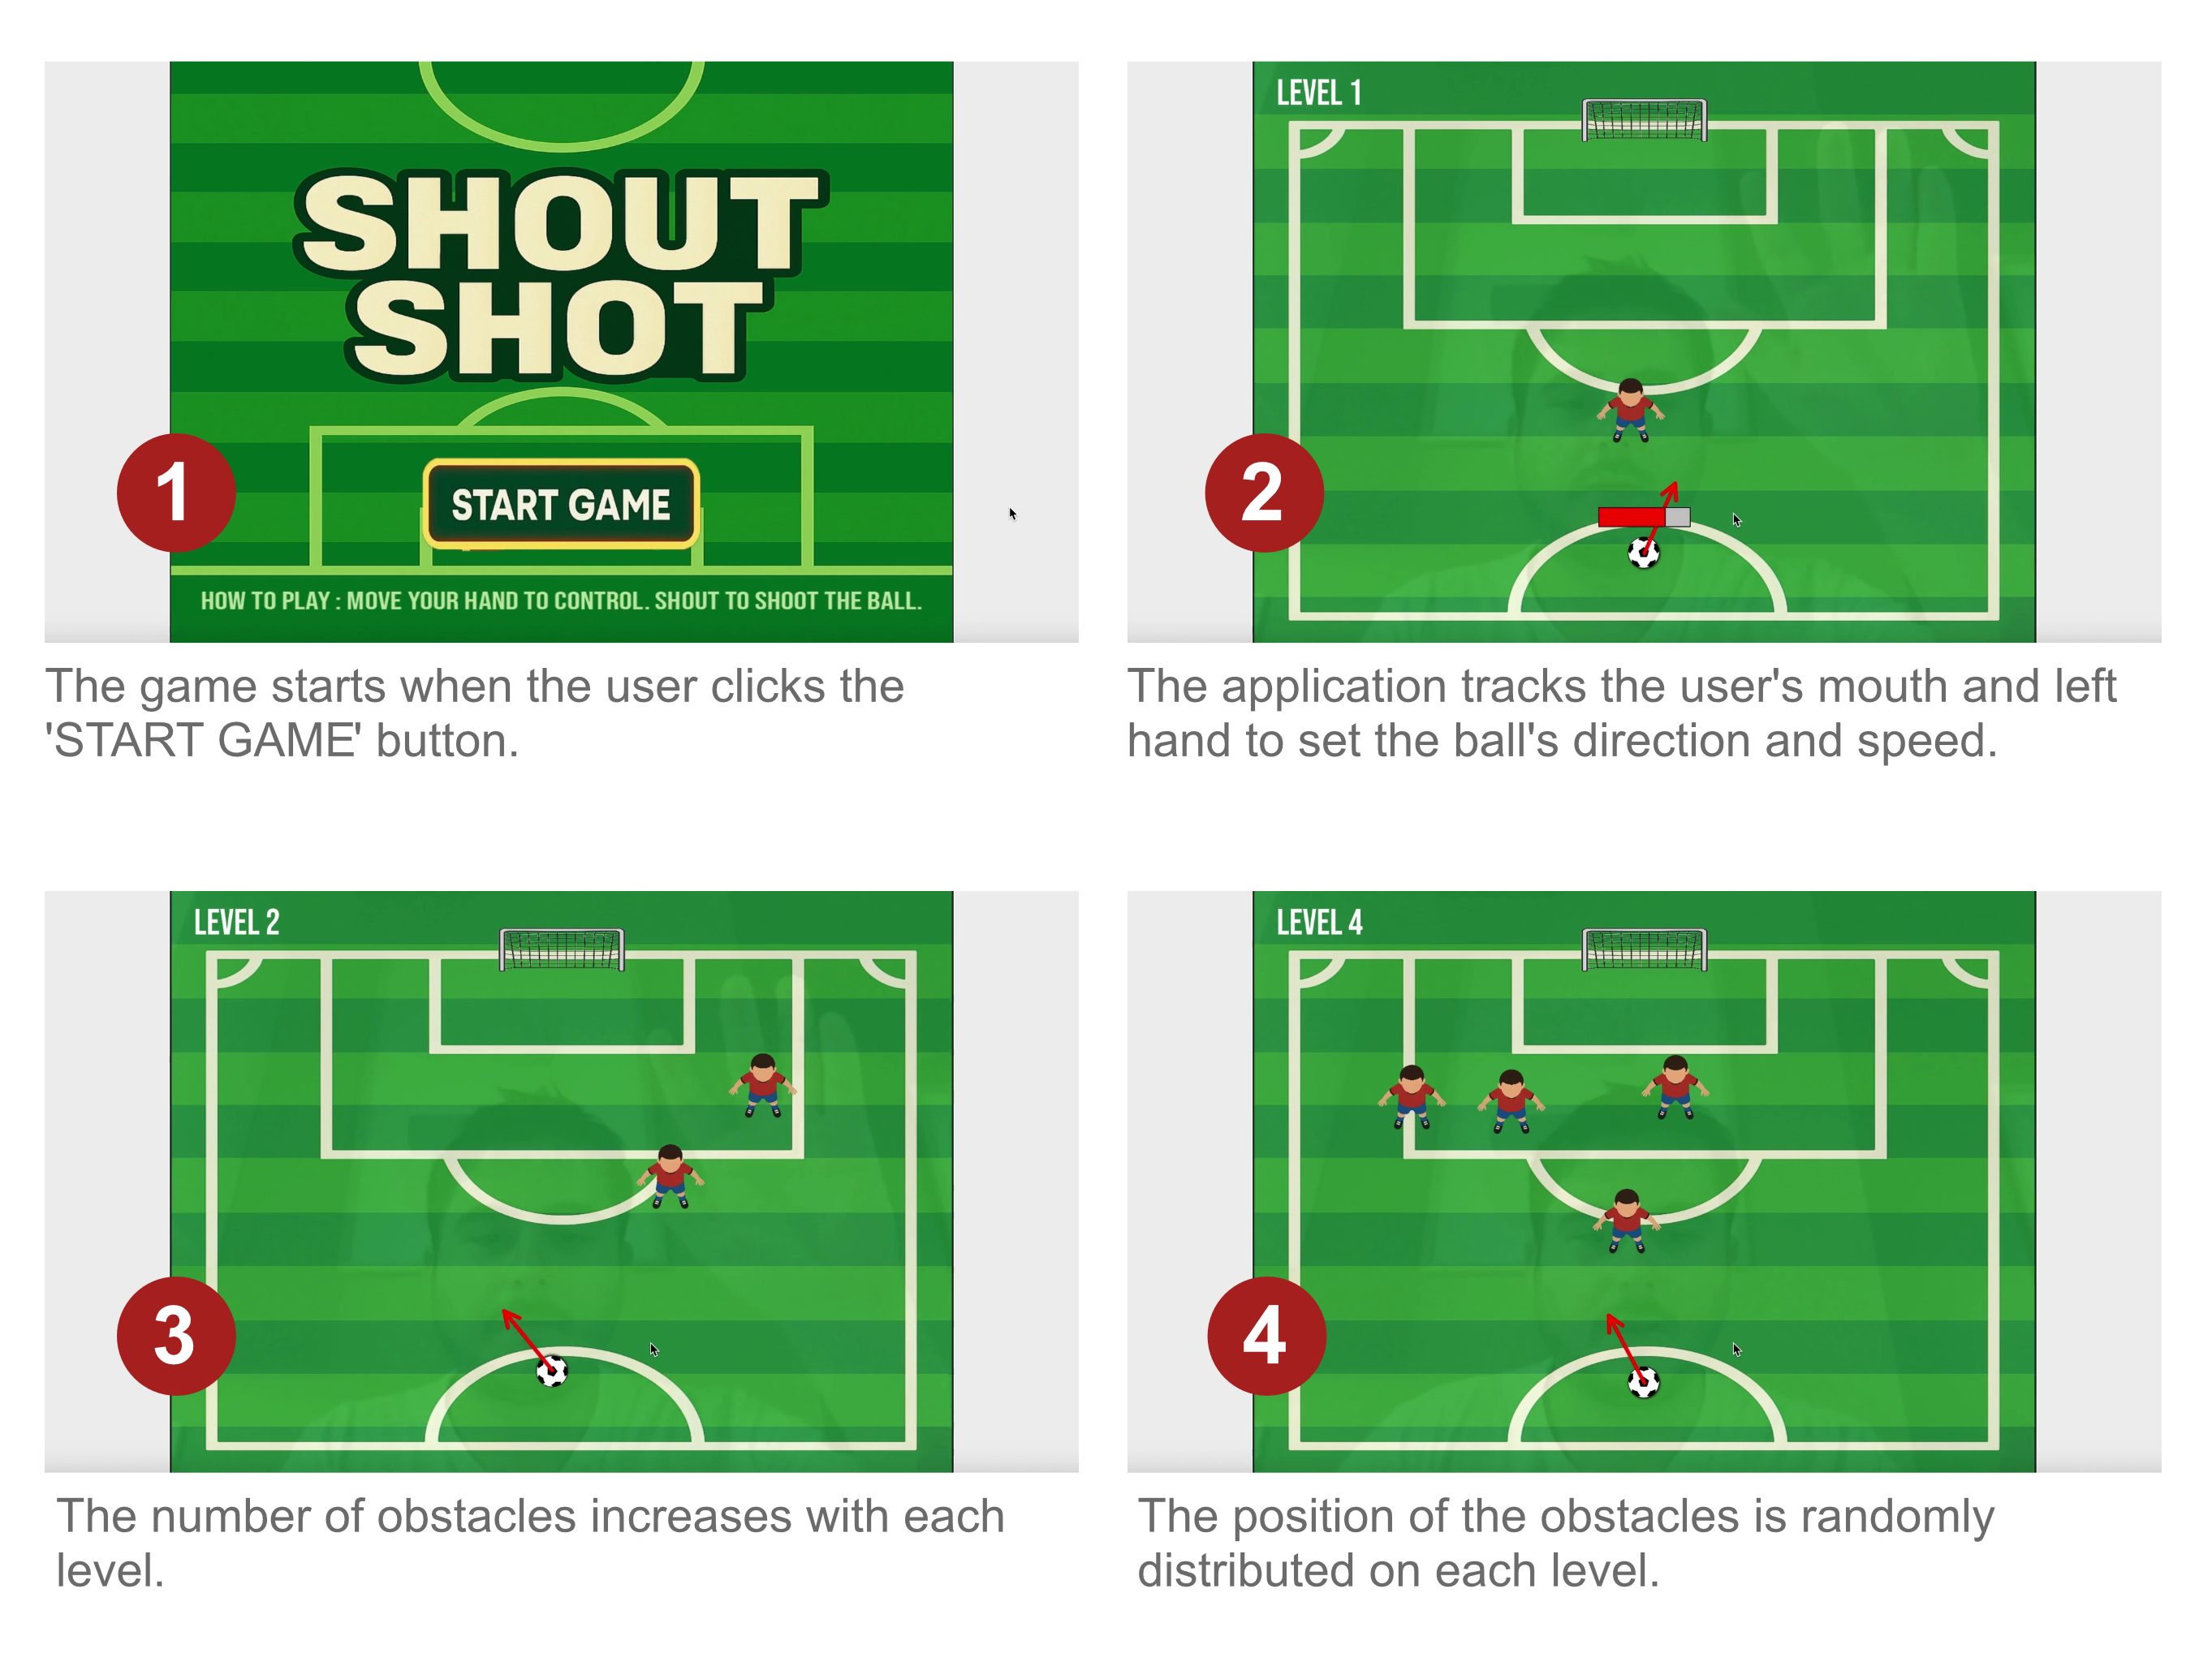 SHOUT
SHOT
START GAME
HOW TO PLAY : MOVE YOUR HAND TO CONTROL. SHOUT TO SHOOT THE BALL.
1
The game starts when the user clicks the
'START GAME' button.
LEVEL 1
2
The application tracks the user's mouth and left
hand to set the ball's direction and speed.
LEVEL 2
3
The number of obstacles increases with each
level.
LEVEL 4
4
The position of the obstacles is randomly
distributed on each level.